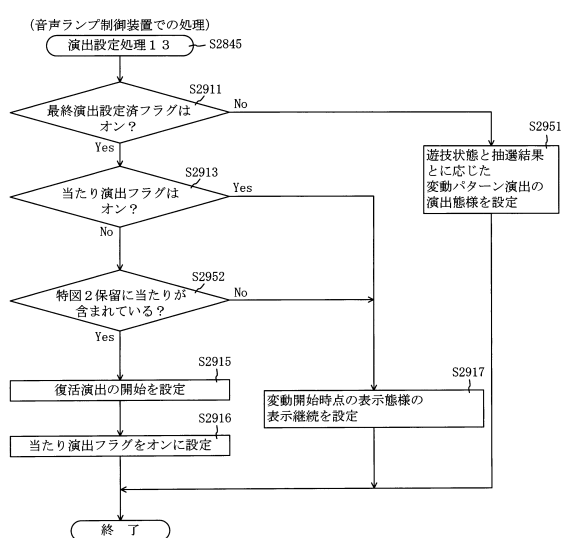 (音声ランプ制御装置での処理)
演出設定処理13
S2845
S2911
最終演出設定済フラグは
オン?
No
Yes
S2951
遊技状態と抽選結果
とに応じた
変動パターン演出の
演出態様を設定
S2913
当たり演出フラグは
オン?
Yes
No
S2952
特図2保留に当たりが
含まれている?
No
Yes
S2915
復活演出の開始を設定
S2917
変動開始時点の表示態様の
表示継続を設定
S2916
当たり演出フラグをオンに設定
終 了